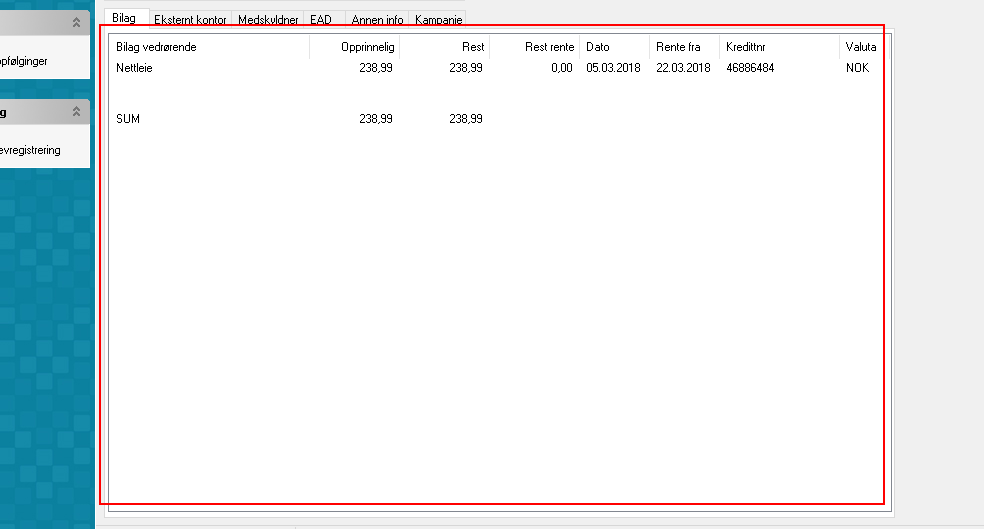 Bilag Eksternt kontor Medskyldner EAD Annen info Kampanje
Bilag vedrørende Opprinnelig Rest Rest rente Dato Rente fra Kredittnr Valuta
Nettleie 238,99 238,99 0,00 05.03.2018 22.03.2018 46886484 NOK
SUM 238,99 238,99